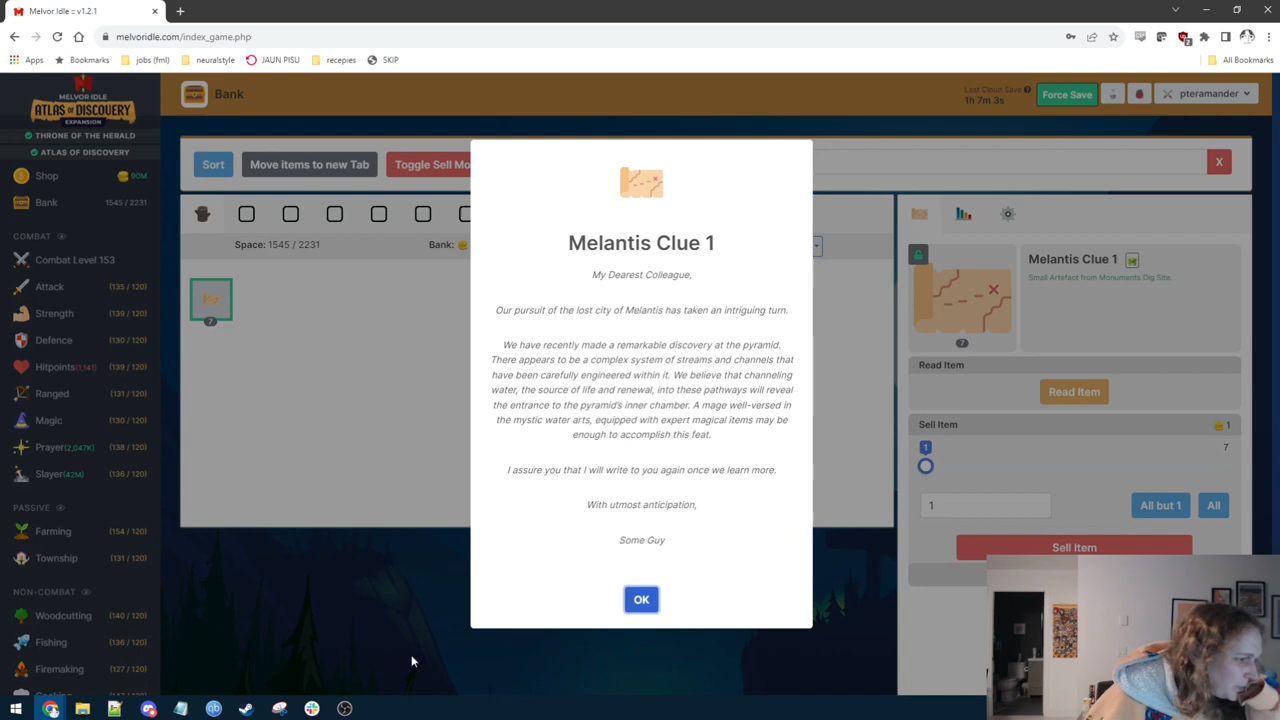 Melvor Idle :: v1.2.1
melvoridle.com/index_game.php
Apps
Bookmarks
jobs (fml)
neuralstyle
JAUN PISU
recepies
SKIP
All Bookmarks
MELVOR IDLE
ATLAS OF DISCOVERY
EXPANSION
THRONE OF THE HERALD
ATLAS OF DISCOVERY
Shop 90M
Bank 1545 / 2231
COMBAT
Combat Level 153
Attack (135 / 120)
Strength (139 / 120)
Defence (130 / 120)
Hitpoints (1,141) (139 / 120)
Ranged (131 / 120)
Magic (130 / 120)
Prayer (2,047K) (138 / 120)
Slayer (42M) (136 / 120)
PASSIVE
Farming (154 / 120)
Township (131 / 120)
NON-COMBAT
Woodcutting (140 / 120)
Fishing (136 / 120)
Firemaking (127 / 120)
Bank
Last Cloud Save
1h 7m 3s
Force Save
pteramander
Sort
Move items to new Tab
Toggle Sell Mo
X
Space: 1545 / 2231
Bank:
7
Melantis Clue 1
My Dearest Colleague,
Our pursuit of the lost city of Melantis has taken an intriguing turn.
We have recently made a remarkable discovery at the pyramid.
There appears to be a complex system of streams and channels that
have been carefully engineered within it. We believe that channeling
water, the source of life and renewal, into these pathways will reveal
the entrance to the pyramid's inner chamber. A mage well-versed in
the mystic water arts, equipped with expert magical items may be
enough to accomplish this feat.
I assure you that I will write to you again once we learn more.
With utmost anticipation,
Some Guy
OK
Melantis Clue 1
Small Artefact from Monuments Dig Site.
7
Read Item
Read Item
Sell Item 1
1 7
1
All but 1
All
Sell Item